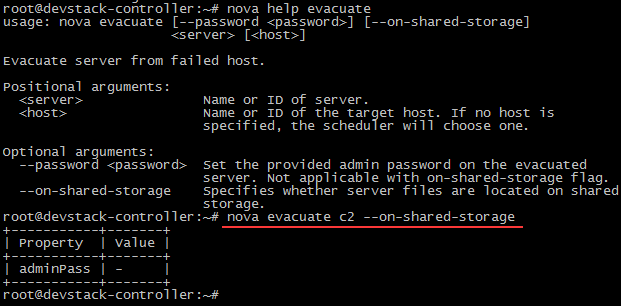 root@devstack-controller:~# nova help evacuate
usage: nova evacuate [--password <password>] [--on-shared-storage]
                     <server> [<host>]

Evacuate server from failed host.

Positional arguments:
  <server>               Name or ID of server.
  <host>                 Name or ID of the target host. If no host is
                         specified, the scheduler will choose one.

Optional arguments:
  --password <password>  Set the provided admin password on the evacuated
                         server. Not applicable with on-shared-storage flag.
  --on-shared-storage    Specifies whether server files are located on shared
                         storage.
root@devstack-controller:~# nova evacuate c2 --on-shared-storage
+-----------+-------+
| Property  | Value |
+-----------+-------+
| adminPass | -     |
+-----------+-------+
root@devstack-controller:~#